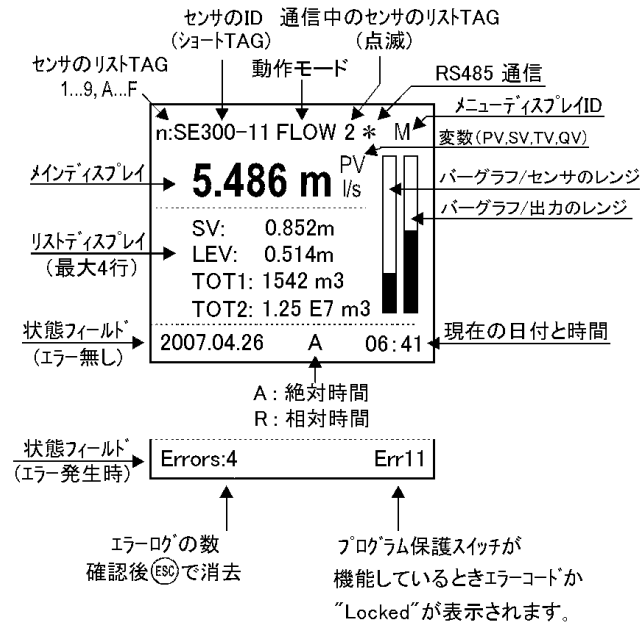 センサのID
(ショートTAG)
通信中のセンサのリストTAG
(点滅)
センサのリストTAG
1...9, A...F
動作モード
RS485 通信
メニューディスプレイID
n:SE300-11 FLOW 2 * M
変数(PV,SV,TV,QV)
メインディスプレイ
5.486 m
PV
l/s
バーグラフ/センサのレンジ
バーグラフ/出力のレンジ
リストディスプレイ
(最大4行)
SV: 0.852m
LEV: 0.514m
TOT1: 1542 m3
TOT2: 1.25 E7 m3
状態フィールド
(エラー無し)
2007.04.26 A 06:41
現在の日付と時間
A : 絶対時間
R : 相対時間
状態フィールド
(エラー発生時)
Errors:4 Err11
エラーログの数
確認後(ESC)で消去
プログラム保護スイッチが
機能しているときエラーコードか
"Locked"が表示されます。